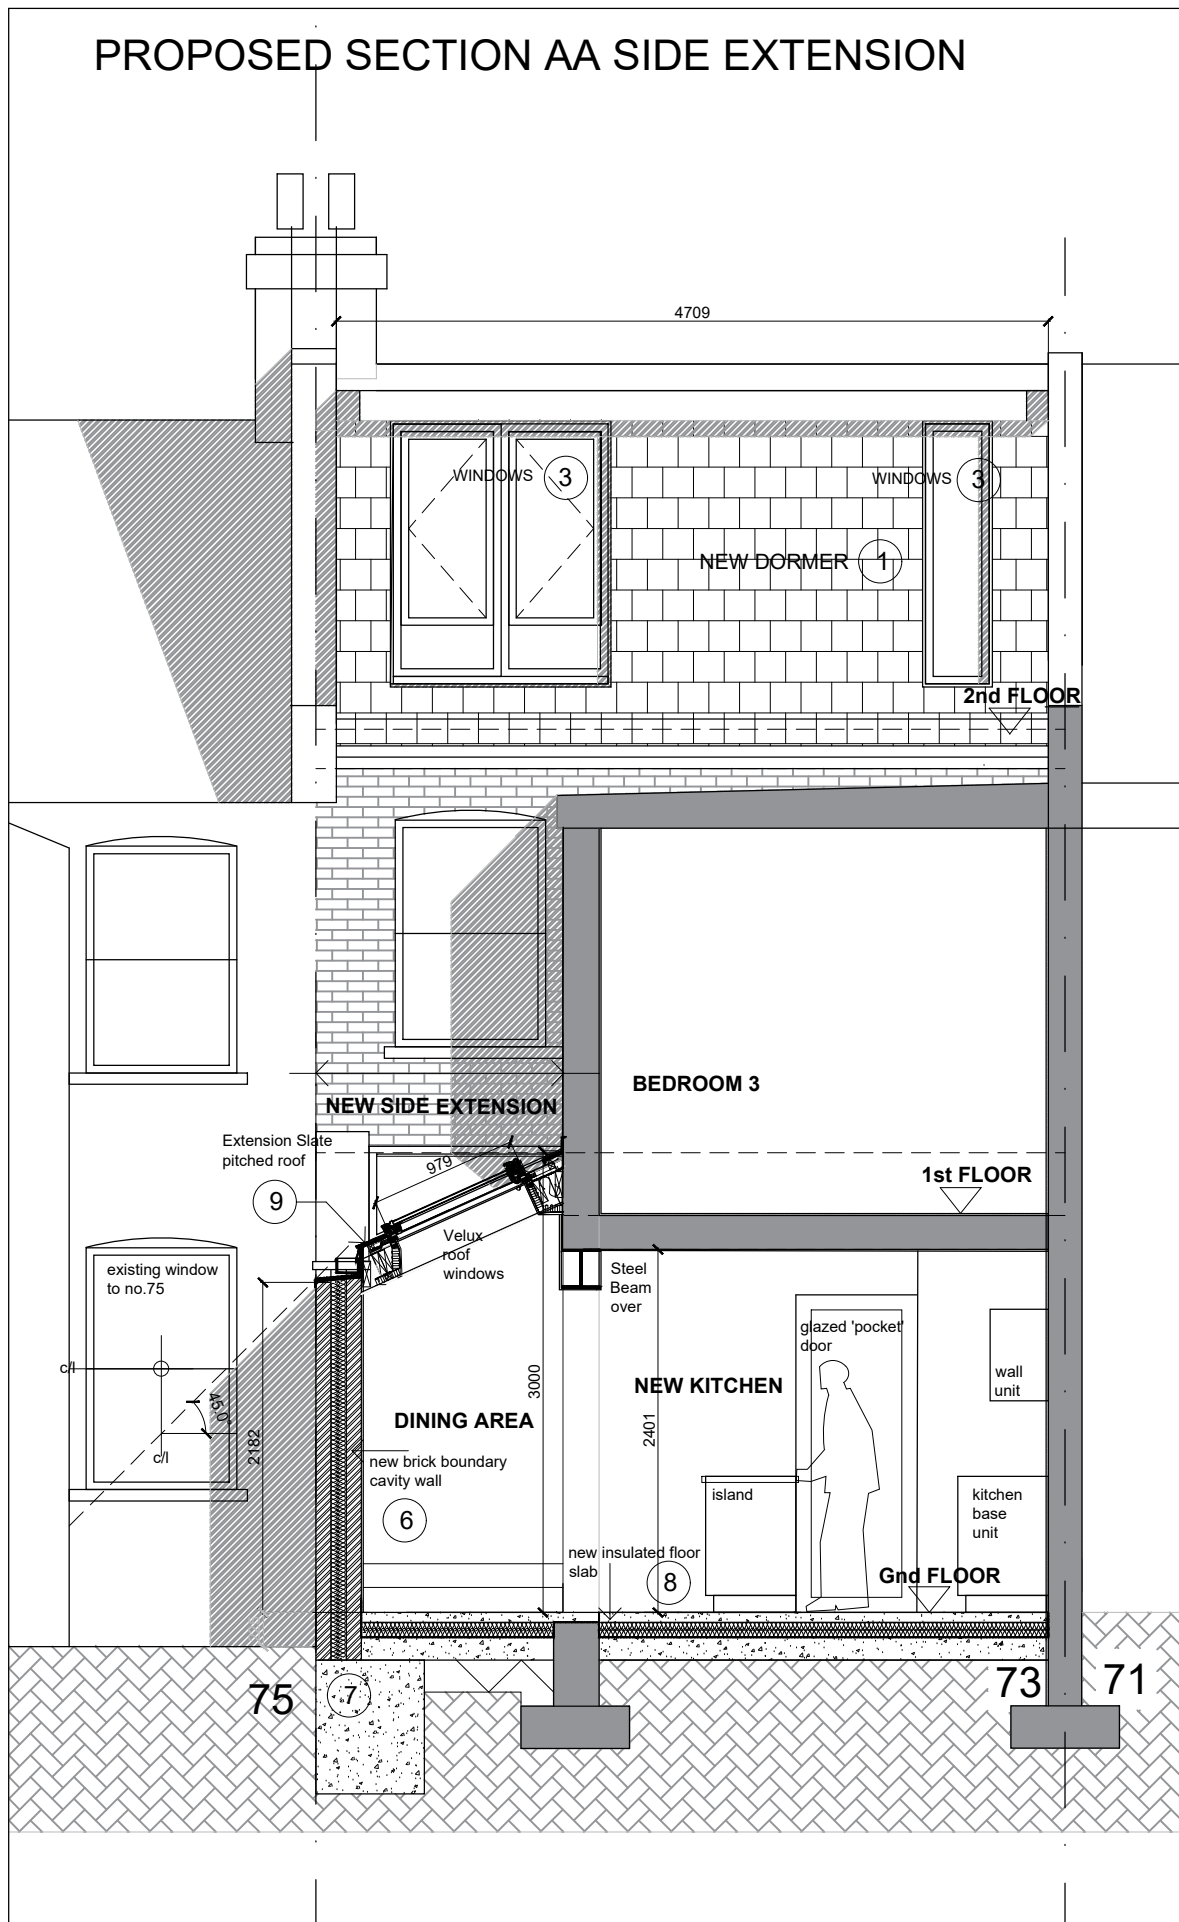 PROPOSED SECTION AA SIDE EXTENSION
4709
WINDOWS 3
WINDOWS 3
NEW DORMER 1
2nd FLOOR
BEDROOM 3
NEW SIDE EXTENSION
Extension Slate
pitched roof
9
979
1st FLOOR
Velux
roof
windows
Steel
Beam
over
existing window
to no.75
c/l
45.0°
c/l
2182
3000
2401
glazed 'pocket'
door
wall
unit
NEW KITCHEN
DINING AREA
new brick boundary
cavity wall
6
island
kitchen
base
unit
new insulated floor
slab
8
Gnd FLOOR
75
7
73
71